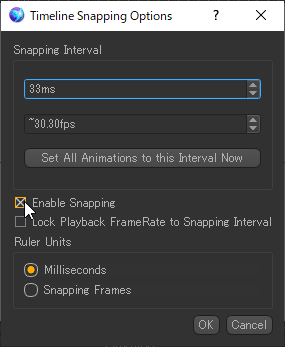 Timeline Snapping Options
Snapping Interval
33ms
~30.30fps
Set All Animations to this Interval Now
Enable Snapping
Lock Playback FrameRate to Snapping Interval
Ruler Units
Milliseconds
Snapping Frames
OK Cancel